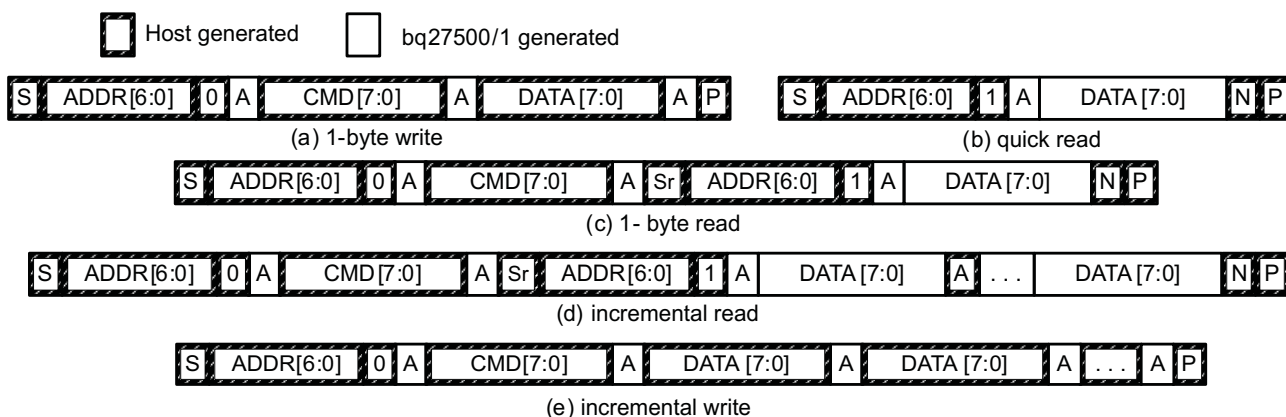 Host generated bq27500/1 generated
S ADDR[6:0] 0 A CMD[7:0] A DATA[7:0] A P S ADDR[6:0] 1 A DATA[7:0] N P
(a) 1-byte write (b) quick read
S ADDR[6:0] 0 A CMD[7:0] A Sr ADDR[6:0] 1 A DATA[7:0] N P
(c) 1- byte read
S ADDR[6:0] 0 A CMD[7:0] A Sr ADDR[6:0] 1 A DATA[7:0] A . . . DATA[7:0] N P
(d) incremental read
S ADDR[6:0] 0 A CMD[7:0] A DATA[7:0] A DATA[7:0] A . . . A P
(e) incremental write